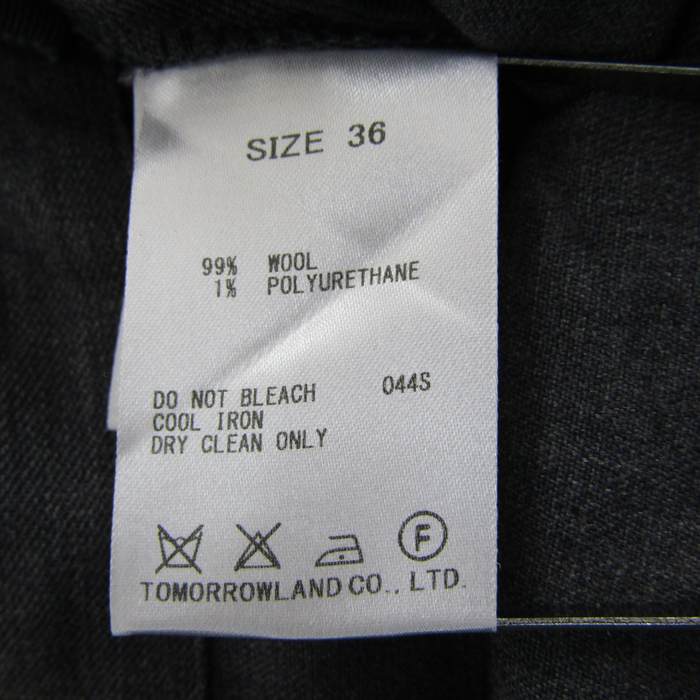 SIZE 36
99% WOOL
1% POLYURETHANE
DO NOT BLEACH 044S
COOL IRON
DRY CLEAN ONLY
F
TOMORROWLAND CO., LTD.